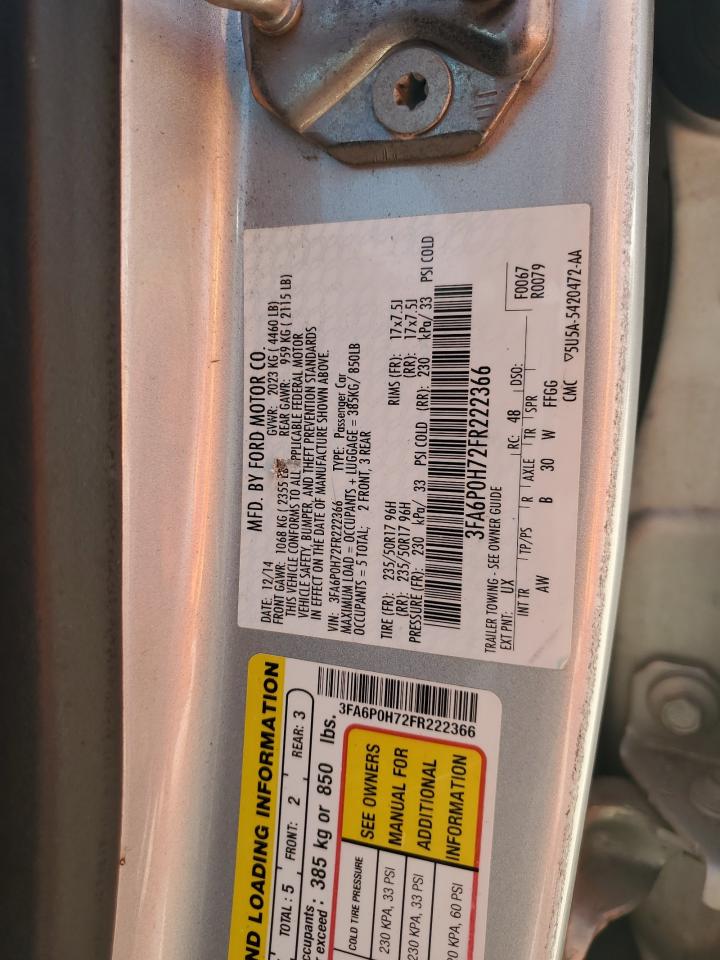 MFD. BY FORD MOTOR CO.
DATE: 12/14 GVWR: 2023 KG ( 4460 LB)
FRONT GAWR: 1068 KG ( 2355 LB) REAR GAWR: 959 KG ( 2115 LB)
THIS VEHICLE CONFORMS TO ALL APPLICABLE FEDERAL MOTOR
VEHICLE SAFETY, BUMPER, AND THEFT PREVENTION STANDARDS
IN EFFECT ON THE DATE OF MANUFACTURE SHOWN ABOVE.
VIN: 3FA6P0H72FR222366 TYPE: Passenger Car
MAXIMUM LOAD = OCCUPANTS + LUGGAGE = 385KG/ 850LB
OCCUPANTS = 5 TOTAL; 2 FRONT, 3 REAR
TIRE (FR): 235/50R17 96H RIMS (FR): 17x7.5J
(RR): 235/50R17 96H (RR): 17x7.5J
PRESSURE (FR): 230 kPa/ 33 PSI COLD (RR): 230 kPa/ 33 PSI COLD
3FA6P0H72FR222366
TRAILER TOWING - SEE OWNER GUIDE
EXT PNT: UX RC: 48 DSO: F0067
R0079
INT TR TP/PS R AXLE TR SPR
AW B 30 W FFGG
CMC ▽5U5A-5420472-AA
ND LOADING INFORMATION
TOTAL : 5 FRONT: 2 REAR: 3
ccupants
r exceed : 385 kg or 850 lbs.
3FA6P0H72FR222366
COLD TIRE PRESSURE
230 KPA, 33 PSI
230 KPA, 33 PSI
KPA, 60 PSI
SEE OWNERS
MANUAL FOR
ADDITIONAL
INFORMATION